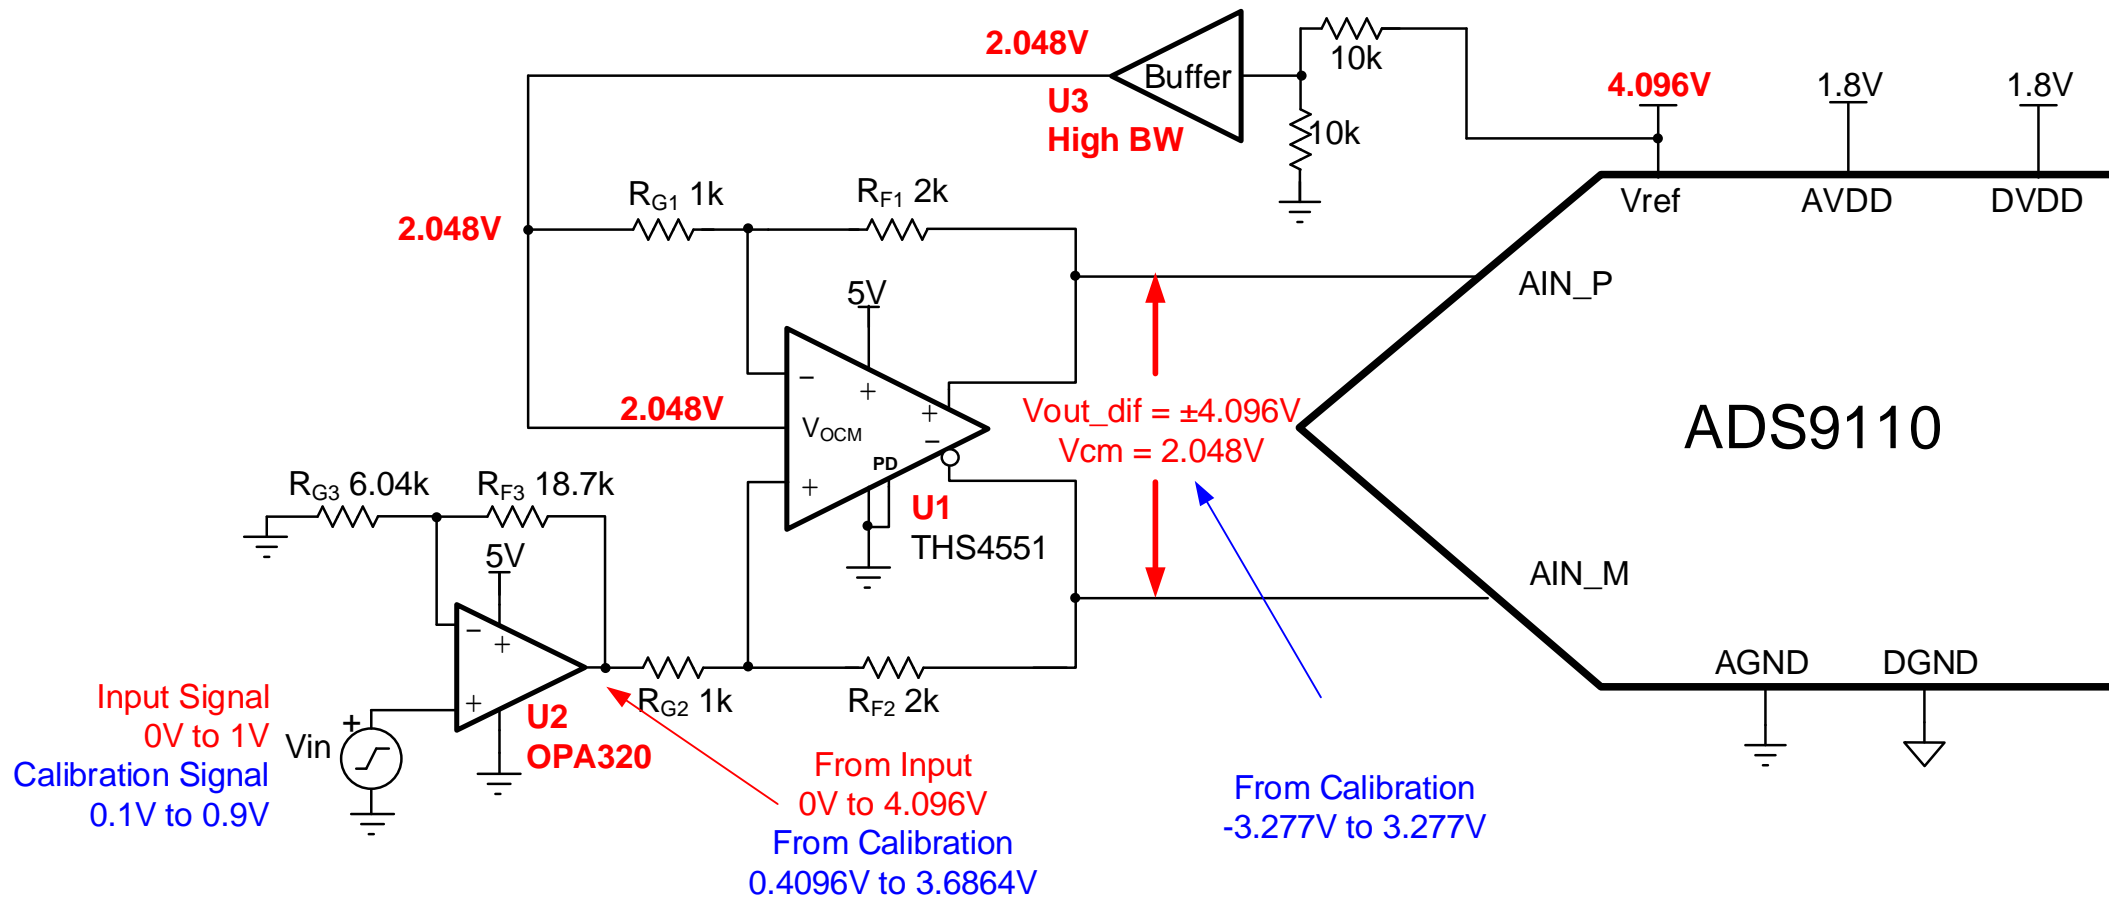 2.048V
Buffer
U3
High BW
10k
10k
4.096V
1.8V
1.8V
Vref
AVDD
DVDD
RG1 1k
RF1 2k
2.048V
AIN_P
5V
−
+
2.048V
VOCM
+
−
PD
+
U1
THS4551
Vout_dif = ±4.096V
Vcm = 2.048V
ADS9110
RG3 6.04k
RF3 18.7k
5V
−
+
+
AIN_M
AGND
DGND
RG2 1k
RF2 2k
U2
OPA320
Input Signal
0V to 1V
Calibration Signal
0.1V to 0.9V
Vin
+
From Input
0V to 4.096V
From Calibration
0.4096V to 3.6864V
From Calibration
-3.277V to 3.277V